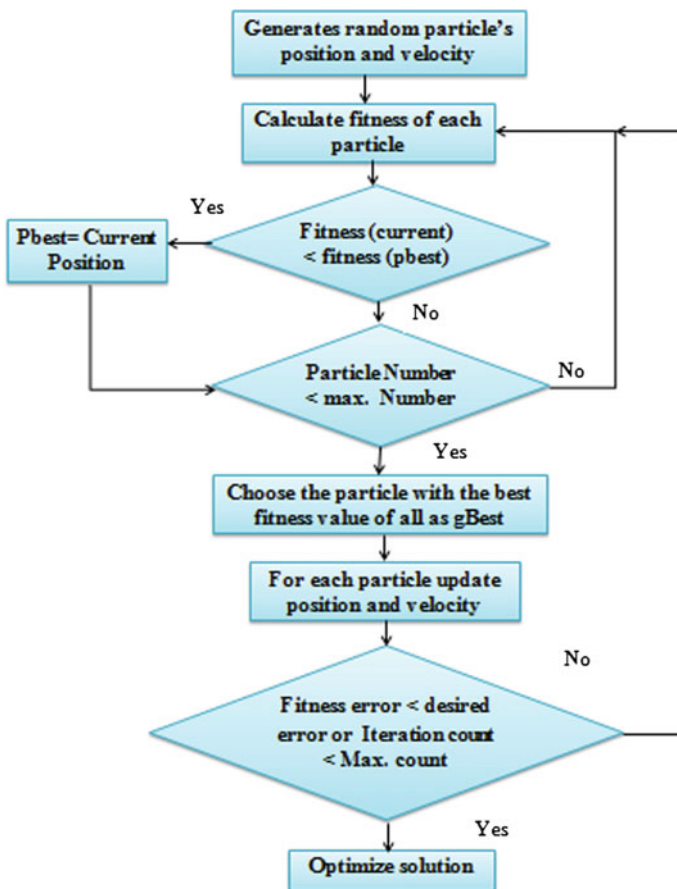 Generates random particle's
position and velocity
Calculate fitness of each
particle
Yes
Fitness (current)
< fitness (pbest)
Pbest= Current
Position
No
Particle Number
< max. Number
No
Yes
Choose the particle with the best
fitness value of all as gBest
For each particle update
position and velocity
No
Fitness error < desired
error or Iteration count
< Max. count
Yes
Optimize solution